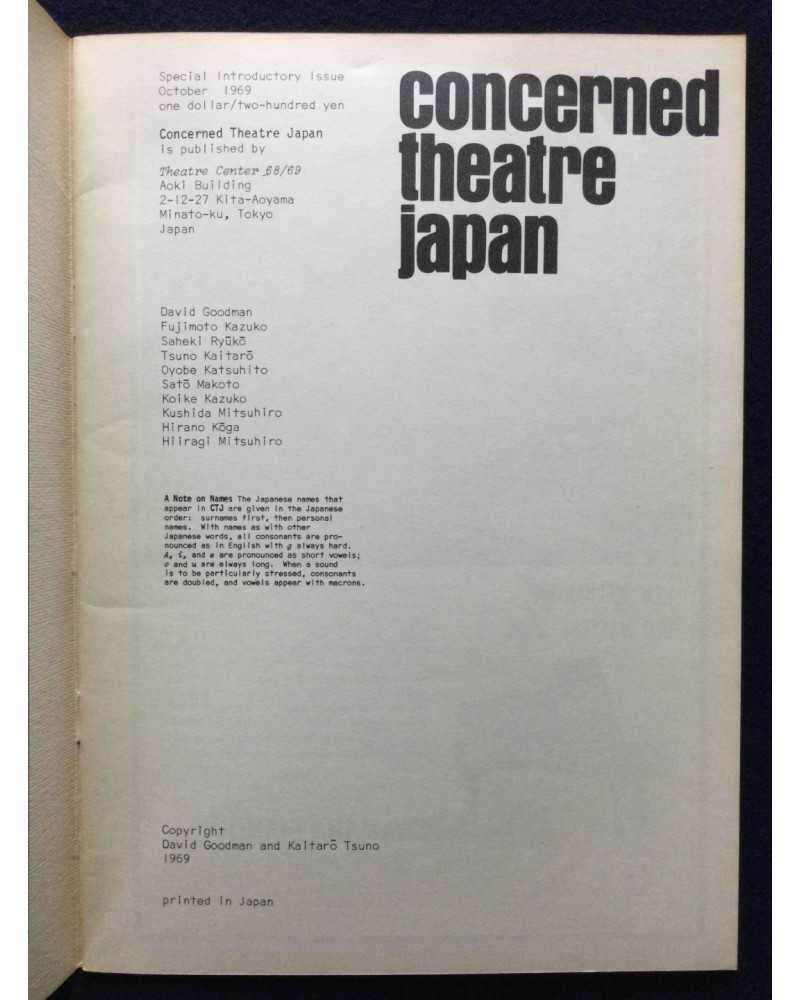 Special Introductory Issue
October 1969
one dollar/two-hundred yen
Concerned Theatre Japan
is published by
Theatre Center 68/69
Aoki Building
2-12-27 Kita-Aoyama
Minato-ku, Tokyo
Japan
concerned
theatre
japan
David Goodman
Fujimoto Kazuko
Saheki Ryūkō
Tsuno Kaitarō
Oyobe Katsuhito
Satō Makoto
Koike Kazuko
Kushida Mitsuhiro
Hirano Kōga
Hiiragi Mitsuhiro
A Note on Names The Japanese names that
appear in CTJ are given in the Japanese
order: surnames first, then personal
names. With names as with other
Japanese words, all consonants are pro-
nounced as in English with g always hard.
A, i, and e are pronounced as short vowels;
o and u are always long. When a sound
is to be particularly stressed, consonants
are doubled, and vowels appear with macrons.
Copyright
David Goodman and Kaitarō Tsuno
1969
printed in Japan